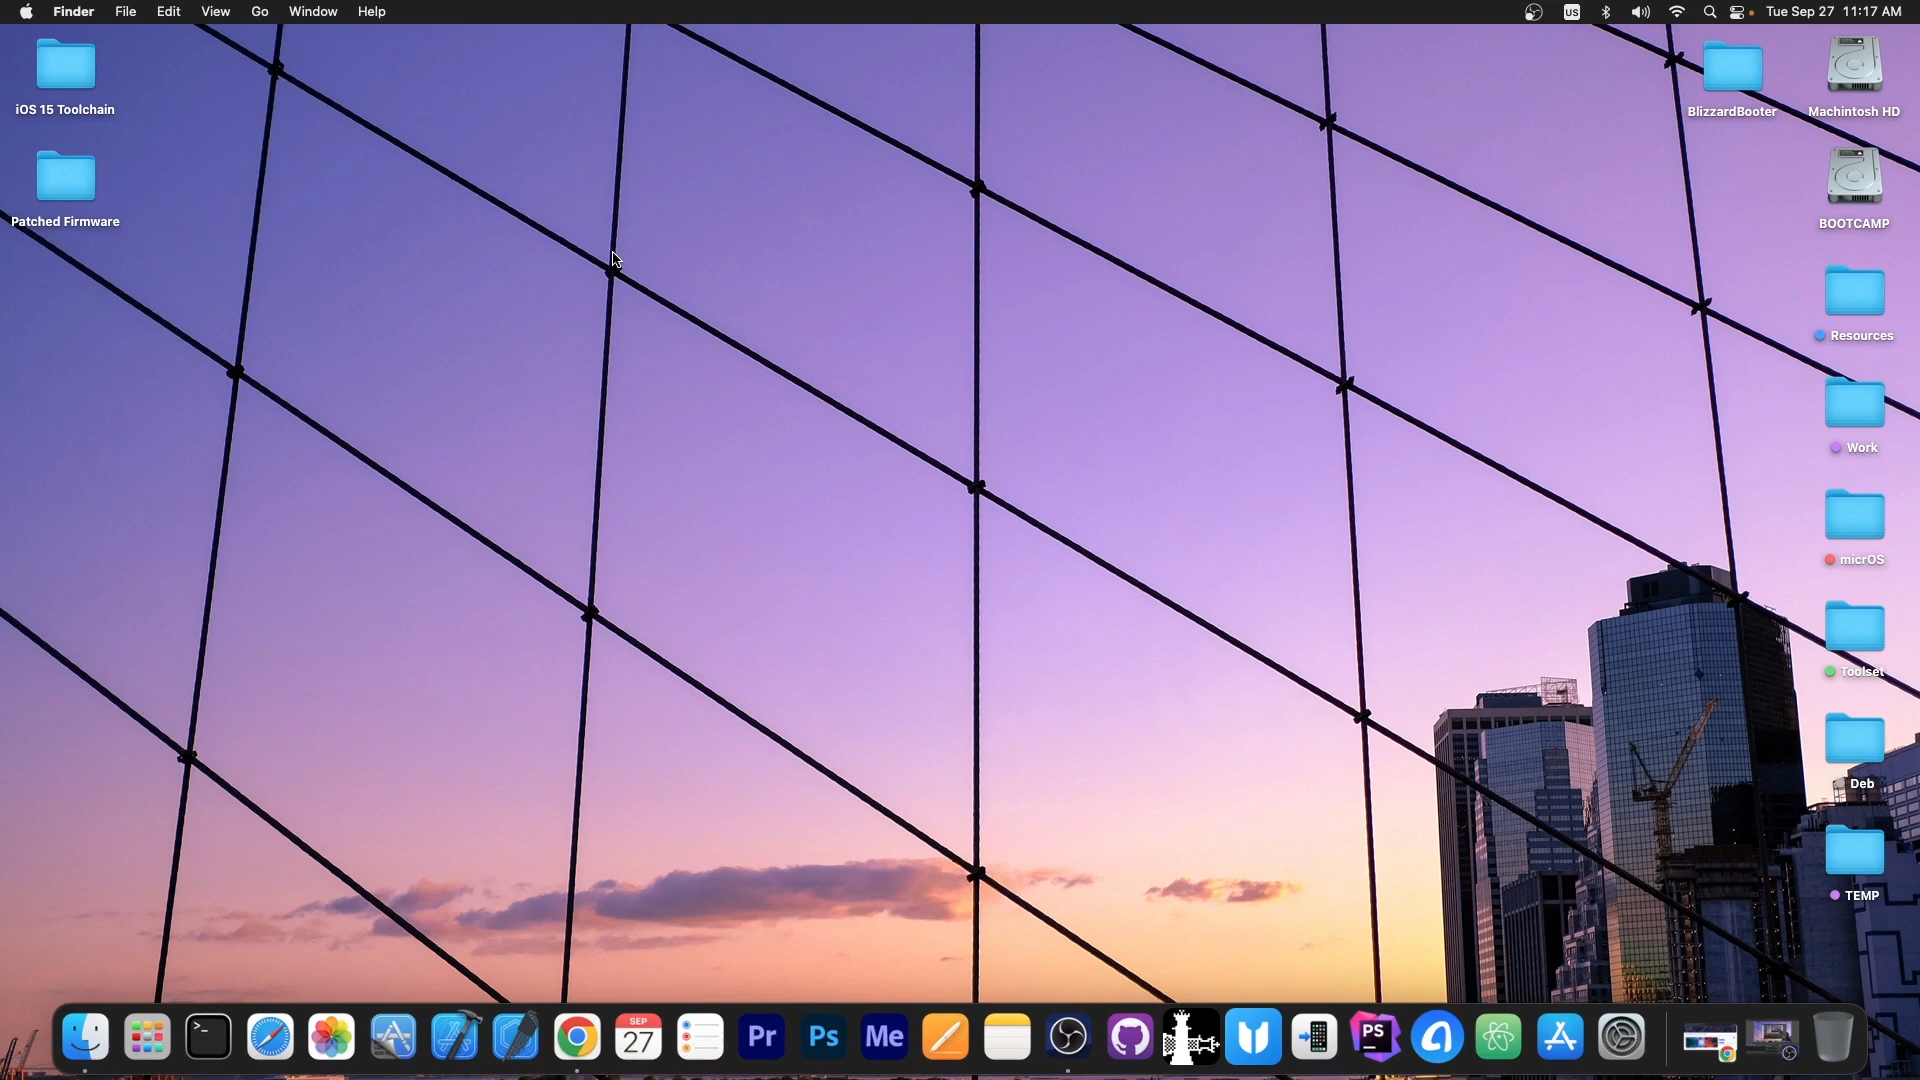 Finder File Edit View Go Window Help
US Tue Sep 27 11:17 AM
iOS 15 Toolchain
BlizzardBooter
Machintosh HD
Patched Firmware
BOOTCAMP
Resources
Work
micrOS
Toolset
Deb
TEMP
>_
SEP
27
Pr
Ps
Me
PS